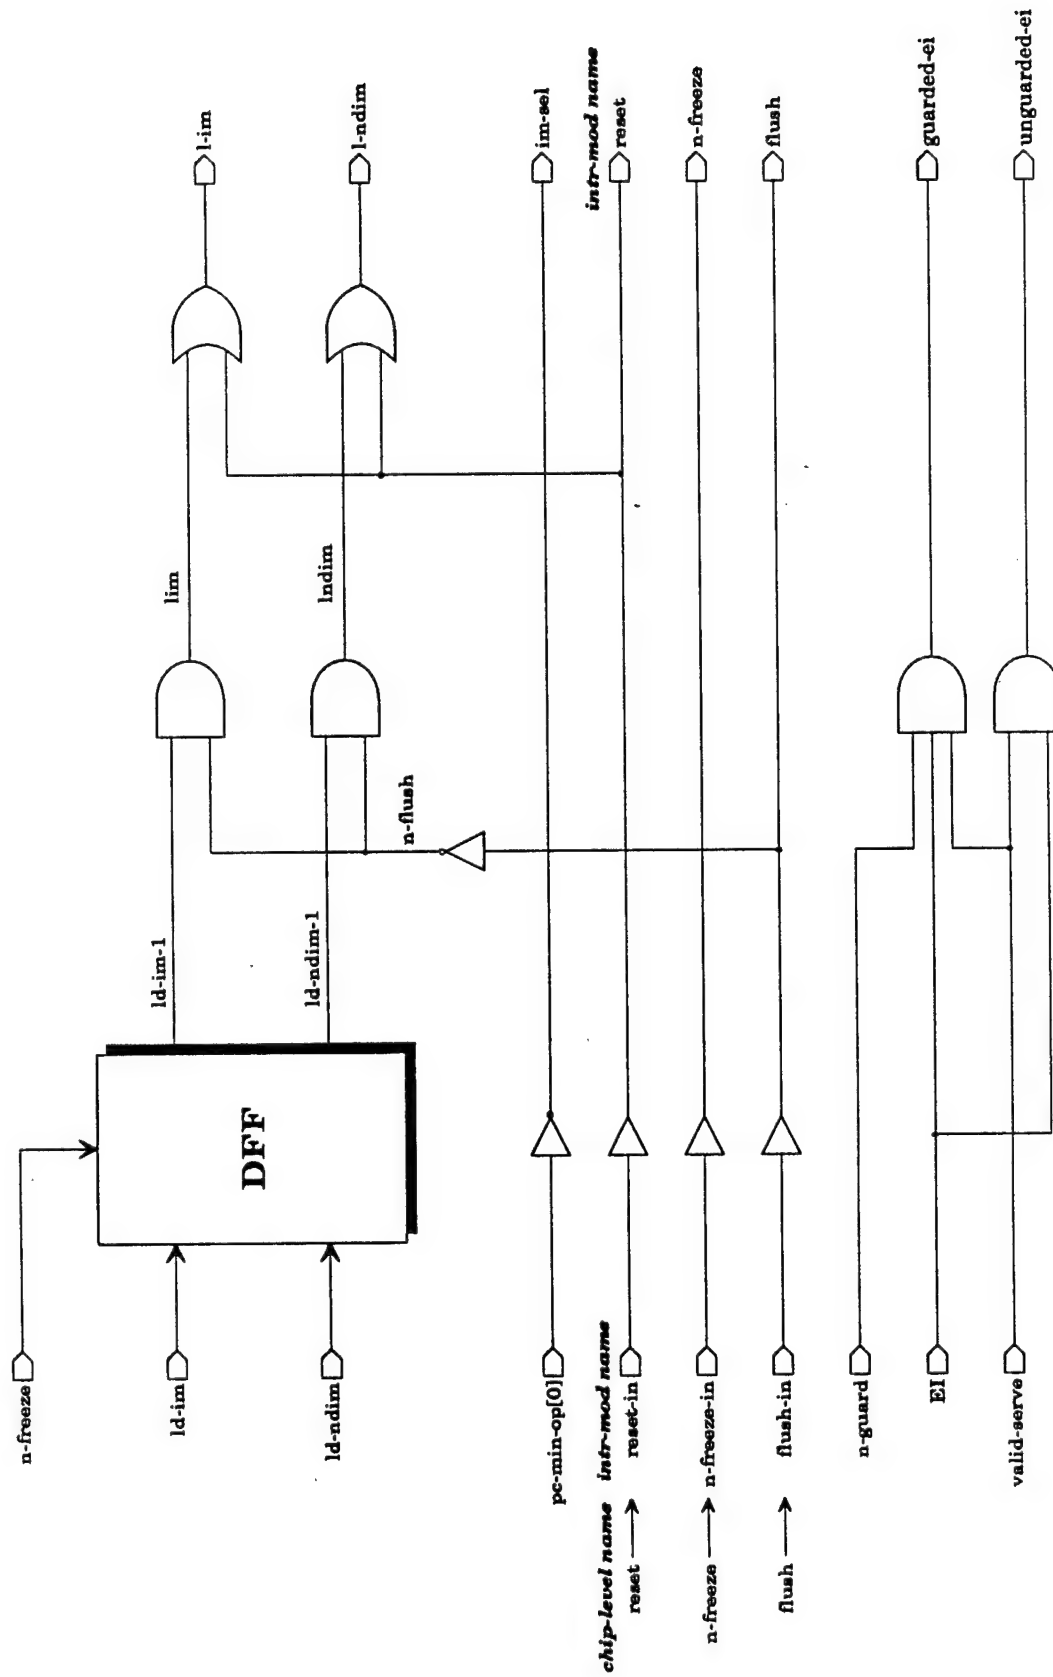 n-freeze
ld-im
ld-ndim
DFF
ld-im-1
ld-ndim-1
n-flush
lim
lndim
l-im
l-ndim
pc-min-op[0]
im-sel
chip-level name
intr-mod name
intr-mod name
reset
reset-in
reset
n-freeze
n-freeze-in
n-freeze
flush
flush-in
flush
n-guard
EI
valid-serve
guarded-ei
unguarded-ei